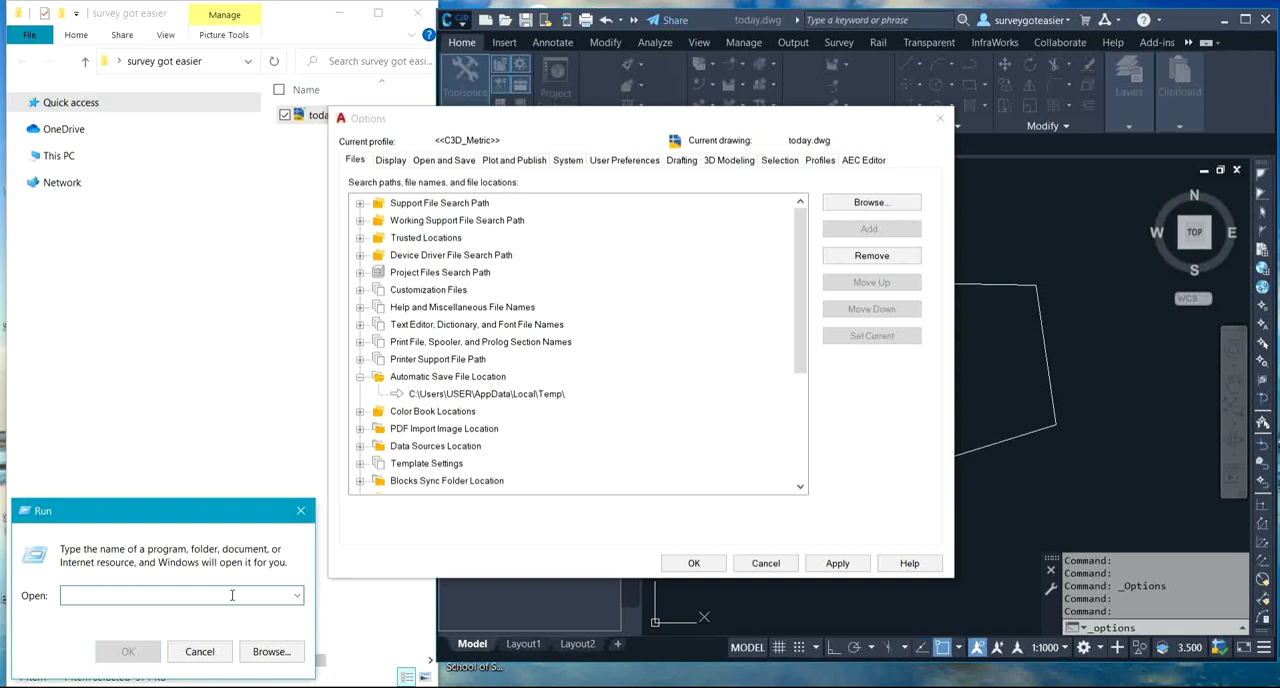 survey got easier
Manage
File
Home
Share
View
Picture Tools
survey got easier
Search survey got easi...
Name
Quick access
OneDrive
This PC
Network
toda
C3D
Share
today.dwg
Type a keyword or phrase
surveygoteasier
Home
Insert
Annotate
Modify
Analyze
View
Manage
Output
Survey
Rail
Transparent
InfraWorks
Collaborate
Help
Add-ins
Toolspace
Project
Layers
Clipboard
Modify
Options
Current profile:
<<C3D_Metric>>
Current drawing:
today.dwg
Files
Display
Open and Save
Plot and Publish
System
User Preferences
Drafting
3D Modeling
Selection
Profiles
AEC Editor
Search paths, file names, and file locations:
Support File Search Path
Working Support File Search Path
Trusted Locations
Device Driver File Search Path
Project Files Search Path
Customization Files
Help and Miscellaneous File Names
Text Editor, Dictionary, and Font File Names
Print File, Spooler, and Prolog Section Names
Printer Support File Path
Automatic Save File Location
C:\Users\USER\AppData\Local\Temp\
Color Book Locations
PDF Import Image Location
Data Sources Location
Template Settings
Blocks Sync Folder Location
Browse...
Add...
Remove
Move Up
Move Down
Set Current
OK
Cancel
Apply
Help
N
W
TOP
E
S
WCS
Run
Type the name of a program, folder, document, or
Internet resource, and Windows will open it for you.
Open:
OK
Cancel
Browse...
Command:
Command: _Options
Command:
Command:
_options
X
Model
Layout1
Layout2
MODEL
1:1000
3.500
School of S...